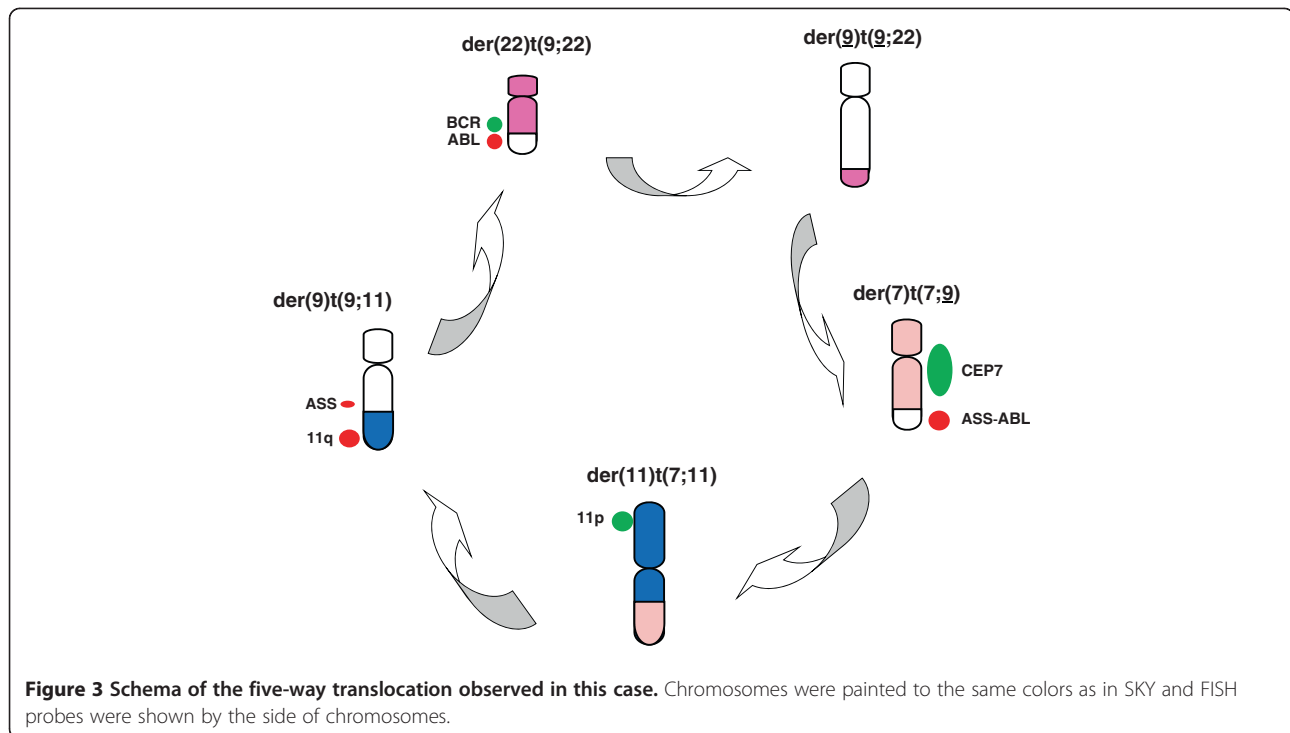 der(22)t(9;22)
der(9)t(9;22)
BCR
ABL
der(9)t(9;11)
der(7)t(7;9)
CEP7
ASS
ASS-ABL
11q
der(11)t(7;11)
11p
Figure 3 Schema of the five-way translocation observed in this case. Chromosomes were painted to the same colors as in SKY and FISH
probes were shown by the side of chromosomes.